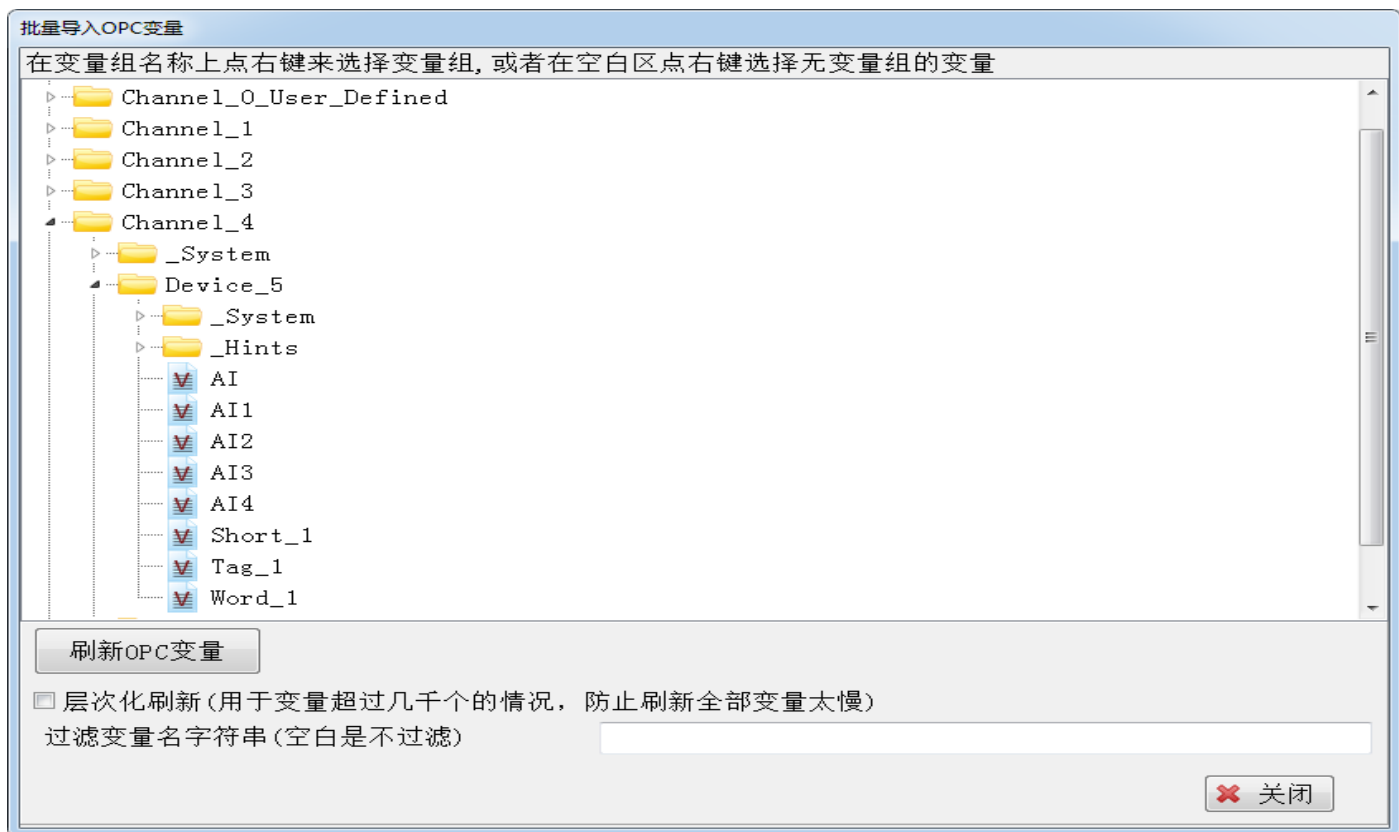 批量导入OPC变量
在变量组名称上点右键来选择变量组,或者在空白区点右键选择无变量组的变量
Channel_0_User_Defined
Channel_1
Channel_2
Channel_3
Channel_4
_System
Device_5
_System
_Hints
AI
AI1
AI2
AI3
AI4
Short_1
Tag_1
Word_1
刷新OPC变量
层次化刷新(用于变量超过几千个的情况，防止刷新全部变量太慢)
过滤变量名字符串(空白是不过滤)
关闭